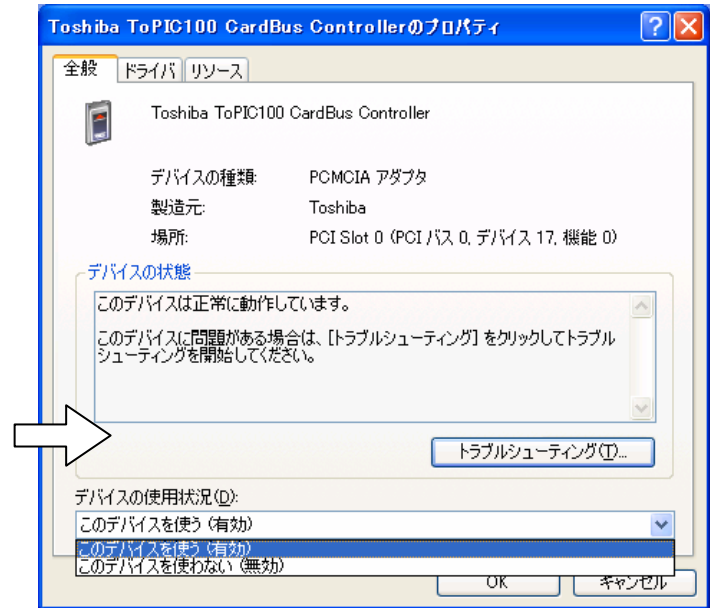 Toshiba ToPIC100 CardBus Controllerのプロパティ
全般 ドライバ リソース
Toshiba ToPIC100 CardBus Controller
デバイスの種類: PCMCIA アダプタ
製造元: Toshiba
場所: PCI Slot 0 (PCI バス 0, デバイス 17, 機能 0)
デバイスの状態
このデバイスは正常に動作しています。
このデバイスに問題がある場合は、[トラブルシューティング] をクリックしてトラブル
シューティングを開始してください。
トラブルシューティング(T)...
デバイスの使用状況(D):
このデバイスを使う (有効)
このデバイスを使う (有効)
このデバイスを使わない (無効)
OK キャンセル